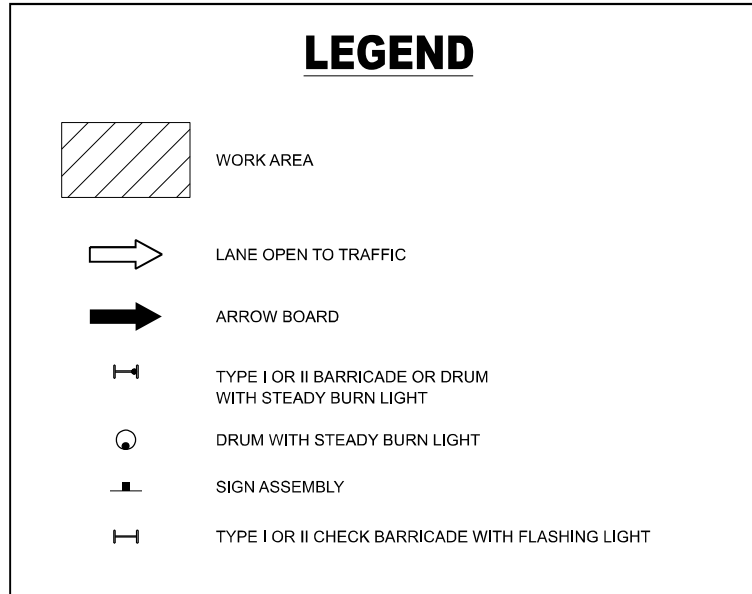 LEGEND
WORK AREA
LANE OPEN TO TRAFFIC
ARROW BOARD
TYPE I OR II BARRICADE OR DRUM
WITH STEADY BURN LIGHT
DRUM WITH STEADY BURN LIGHT
SIGN ASSEMBLY
TYPE I OR II CHECK BARRICADE WITH FLASHING LIGHT